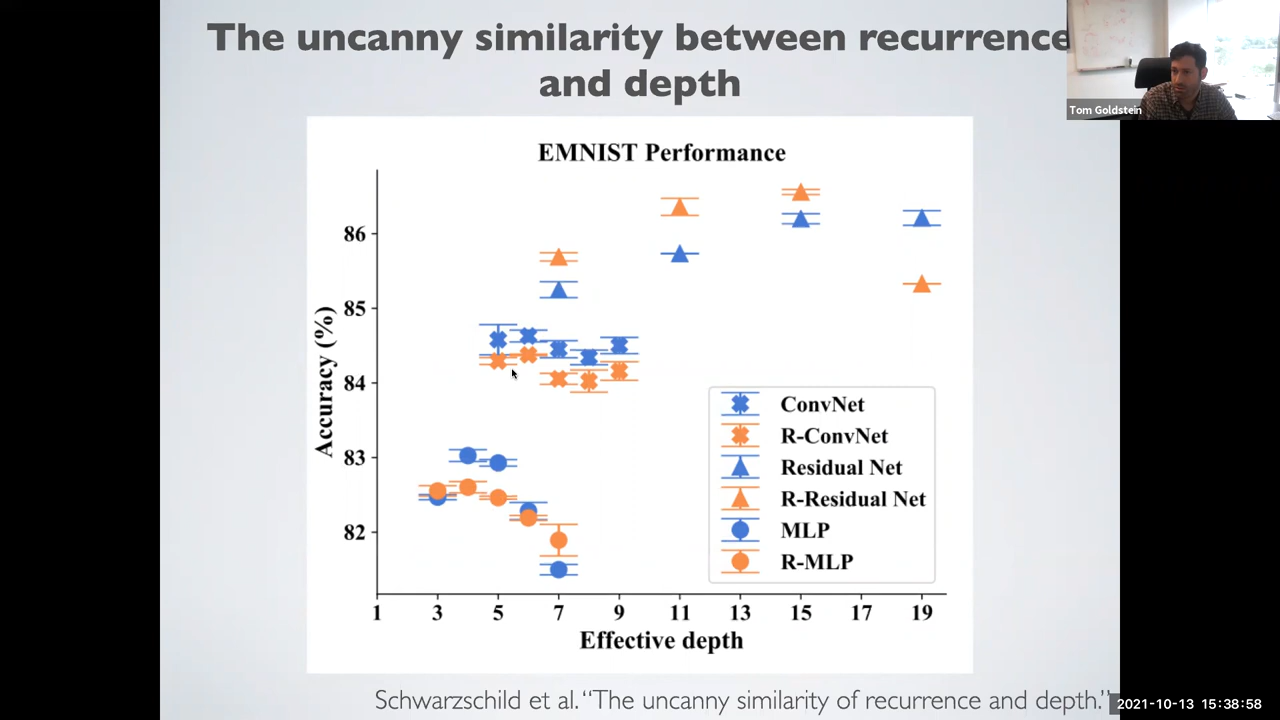 The uncanny similarity between recurrence
and depth
Tom Goldstein
EMNIST Performance
Accuracy (%)
86
85
84
83
82
1 3 5 7 9 11 13 15 17 19
Effective depth
ConvNet
R-ConvNet
Residual Net
R-Residual Net
MLP
R-MLP
Schwarzschild et al. “The uncanny similarity of recurrence and depth.”
2021-10-13 15:38:58